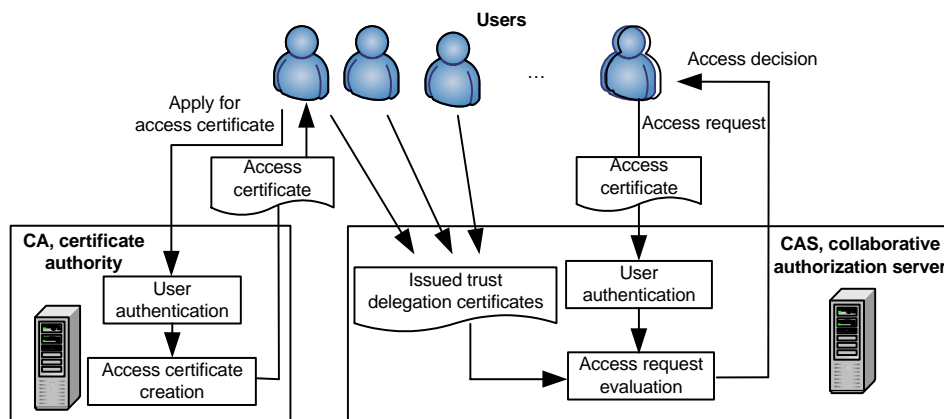 Users
...
Access decision
Apply for
access certificate
Access request
Access
certificate
Access
certificate
CA, certificate
authority
CAS, collaborative
authorization server
User
authentication
Issued trust
delegation certificates
User
authentication
Access certificate
creation
Access request
evaluation